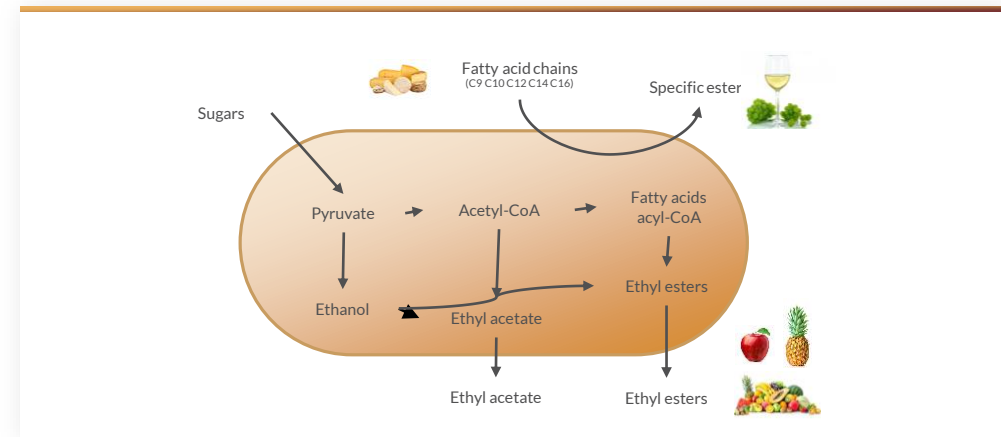 Fatty acid chains
(C9 C10 C12 C14 C16)
Specific ester
Sugars
Pyruvate
Acetyl-CoA
Fatty acids
acyl-CoA
Ethanol
Ethyl acetate
Ethyl esters
Ethyl acetate
Ethyl esters